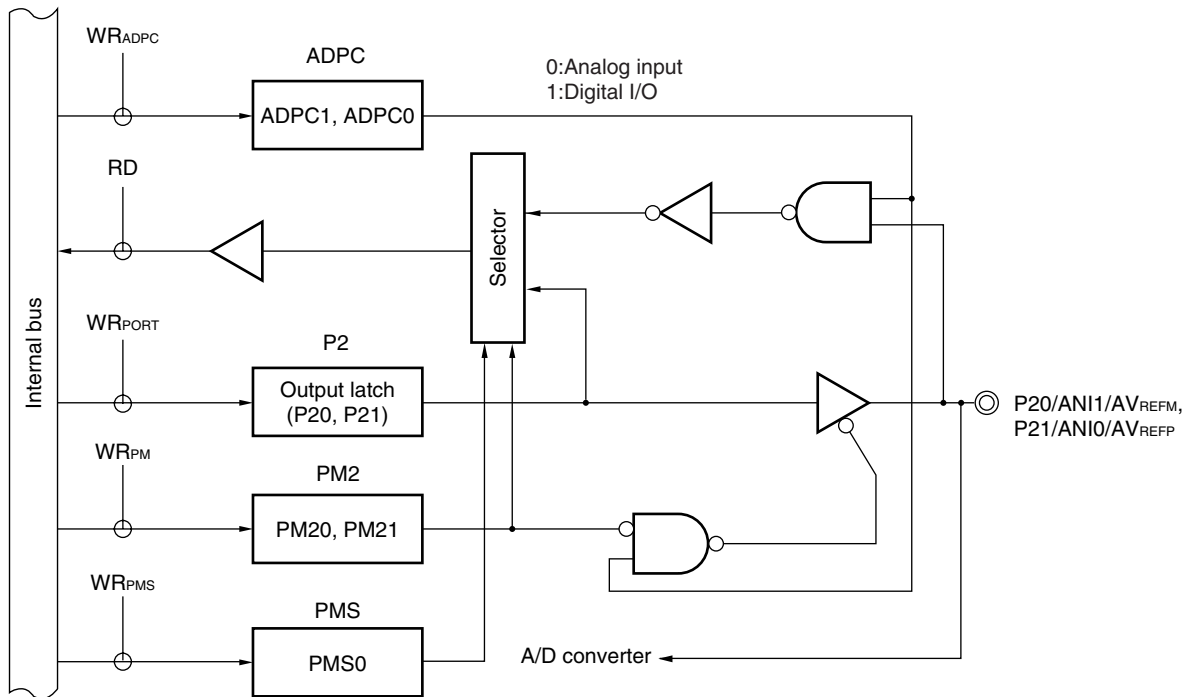 WRADPC
ADPC
0:Analog input
1:Digital I/O
ADPC1, ADPC0
RD
Selector
Internal bus
WRPORT
P2
Output latch
(P20, P21)
P20/ANI1/AVREFM,
P21/ANI0/AVREFP
WRPM
PM2
PM20, PM21
WRPMS
PMS
PMS0
A/D converter